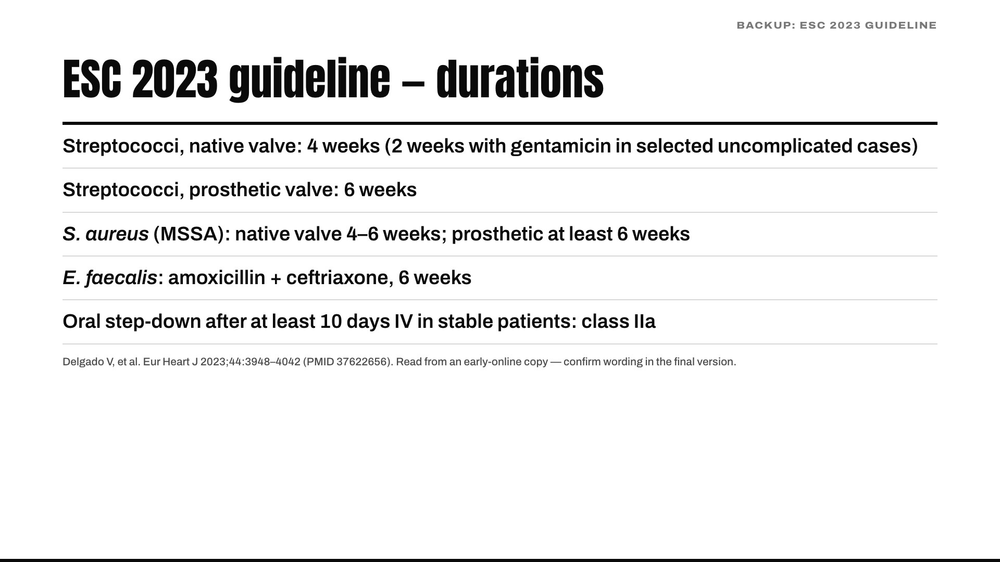 BACKUP: ESC 2023 GUIDELINE
ESC 2023 guideline – durations
Streptococci, native valve: 4 weeks (2 weeks with gentamicin in selected uncomplicated cases)
Streptococci, prosthetic valve: 6 weeks
S. aureus (MSSA): native valve 4–6 weeks; prosthetic at least 6 weeks
E. faecalis: amoxicillin + ceftriaxone, 6 weeks
Oral step-down after at least 10 days IV in stable patients: class IIa
Delgado V, et al. Eur Heart J 2023;44:3948–4042 (PMID 37622656). Read from an early-online copy — confirm wording in the final version.